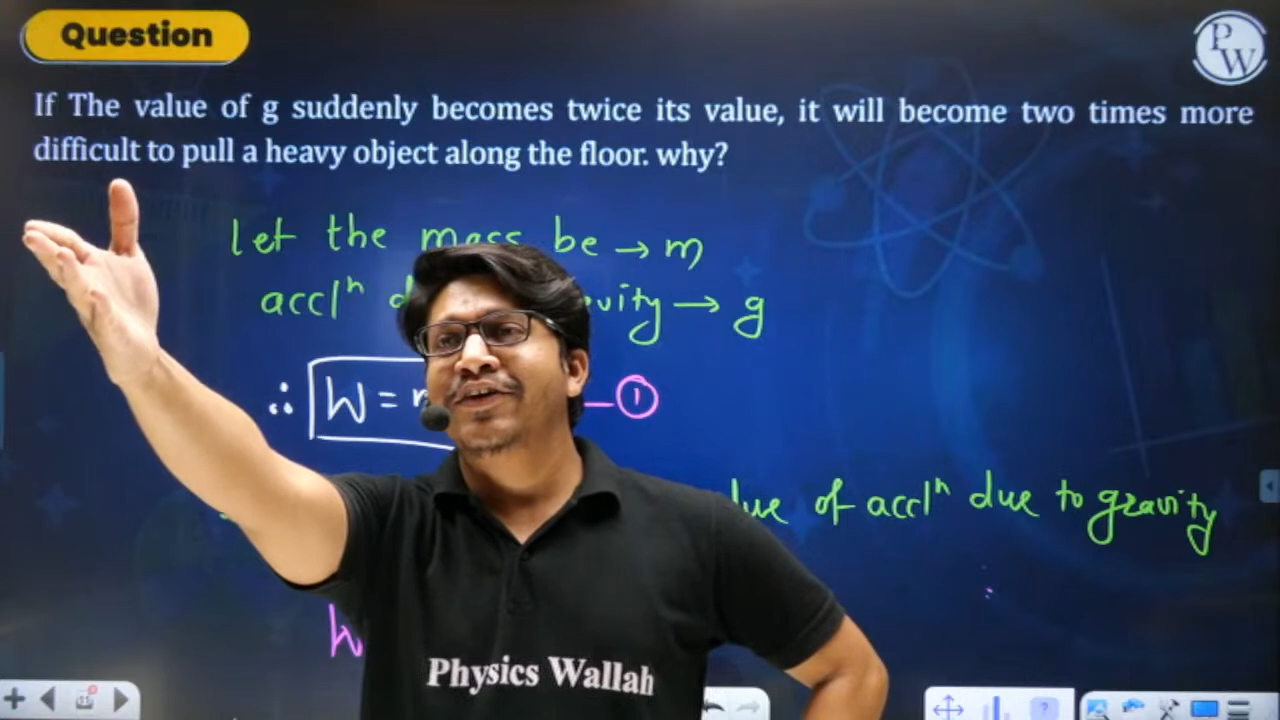 Question
PW
If The value of g suddenly becomes twice its value, it will become two times more
difficult to pull a heavy object along the floor. why?
let the mass be → m
accl^n → g
∴ W = — ①
of accl^n due to gravity
Physics Wallah